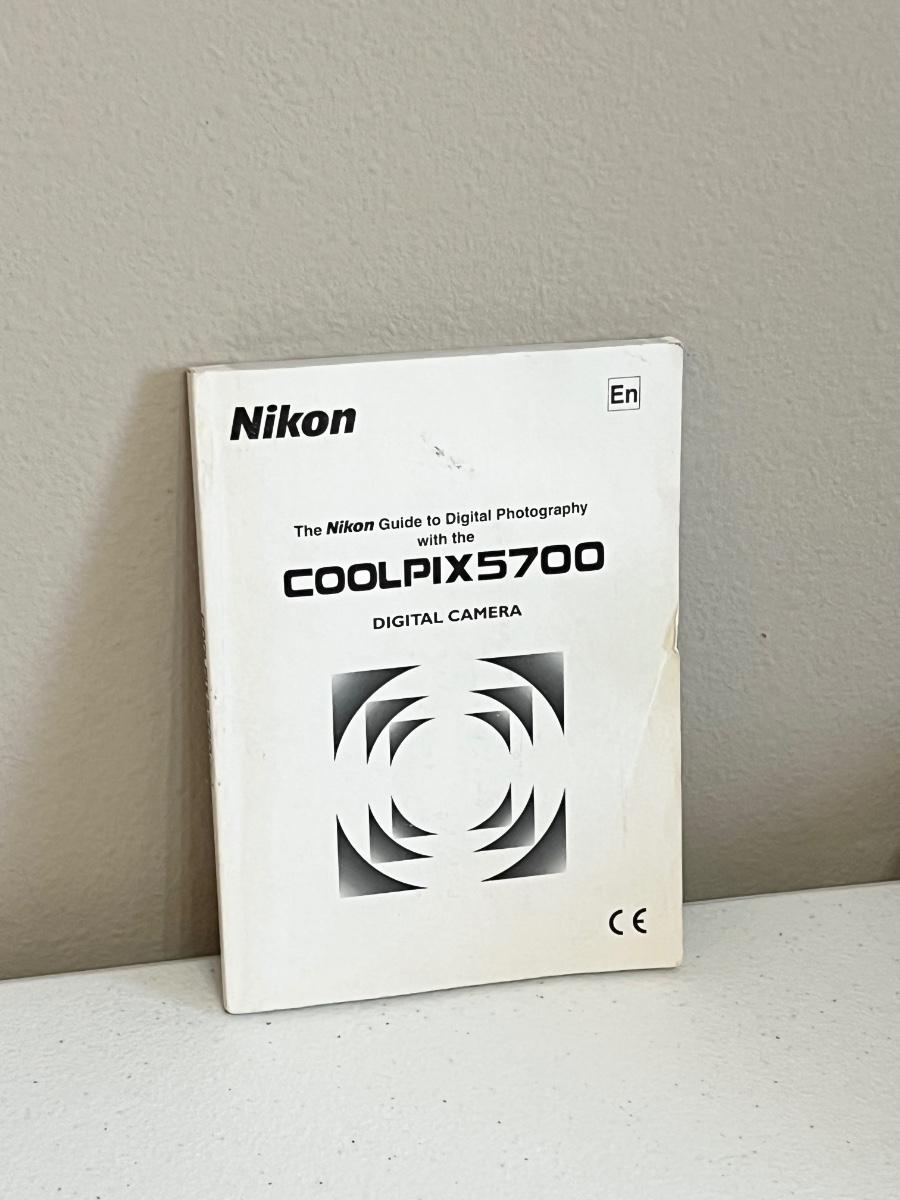 Nikon
En
The Nikon Guide to Digital Photography
with the
COOLPIX5700
DIGITAL CAMERA
CE